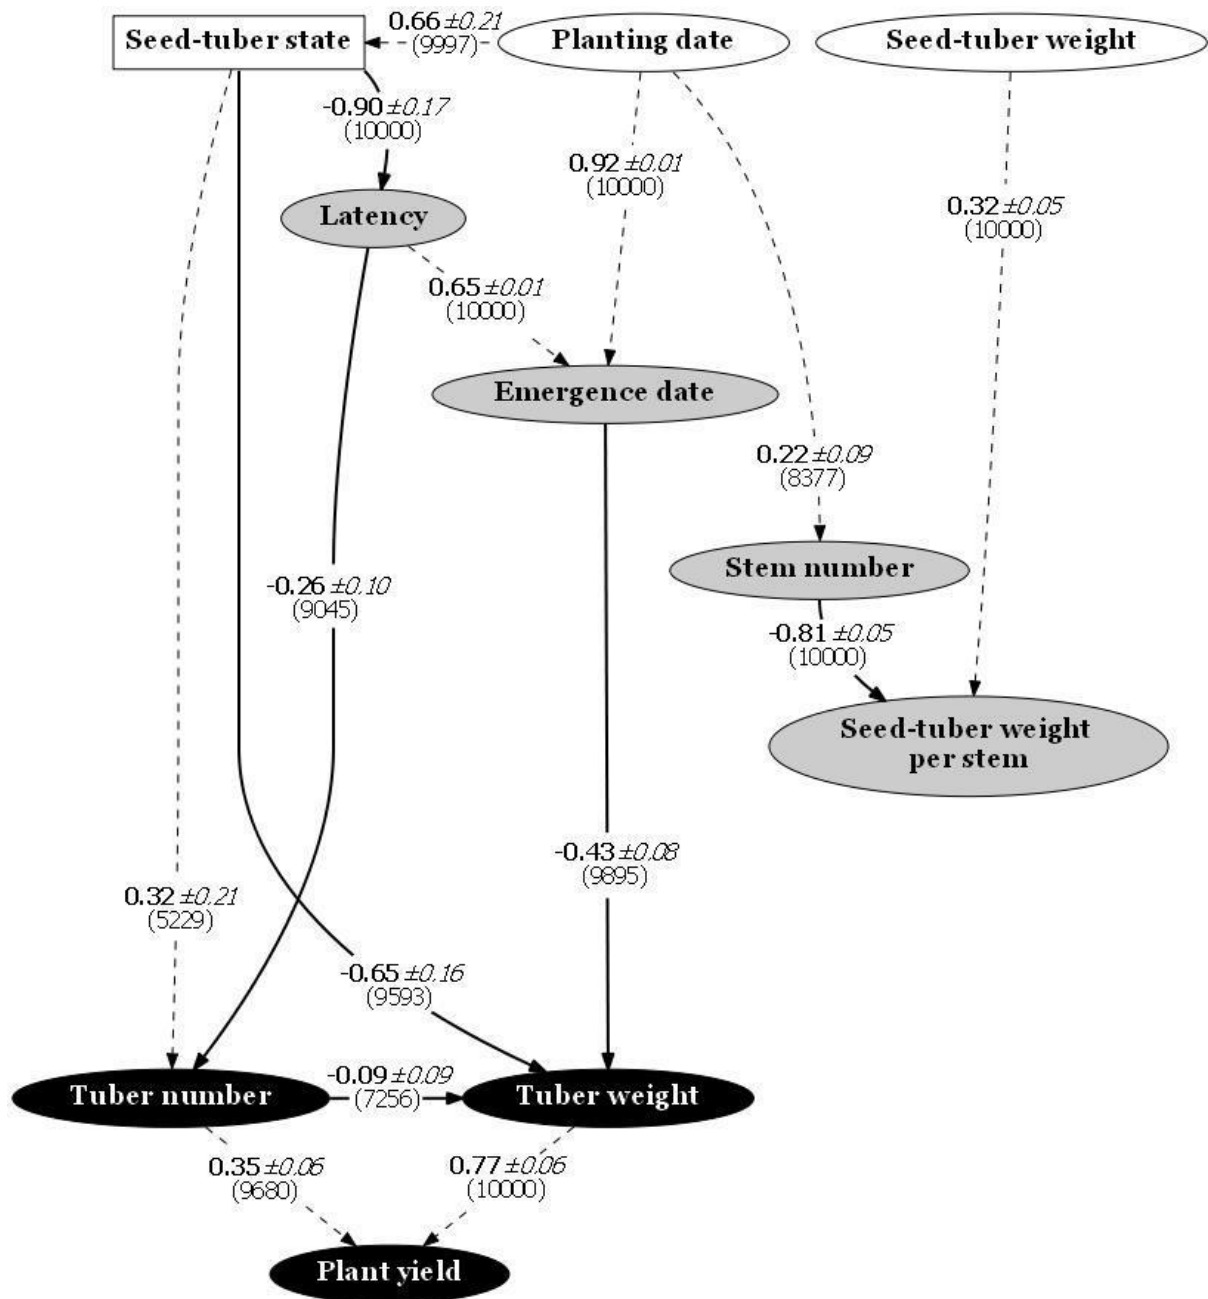 Seed-tuber state
0.66 ±0.21
(9997)
Planting date
Seed-tuber weight
-0.90 ±0.17
(10000)
0.92 ±0.01
(10000)
0.32 ±0.05
(10000)
Latency
0.65 ±0.01
(10000)
Emergence date
0.22 ±0.09
(8377)
Stem number
-0.26 ±0.10
(9045)
-0.81 ±0.05
(10000)
Seed-tuber weight
per stem
-0.43 ±0.08
(9895)
0.32 ±0.21
(5229)
-0.65 ±0.16
(9593)
Tuber number
-0.09 ±0.09
(7256)
Tuber weight
0.35 ±0.06
(9680)
0.77 ±0.06
(10000)
Plant yield